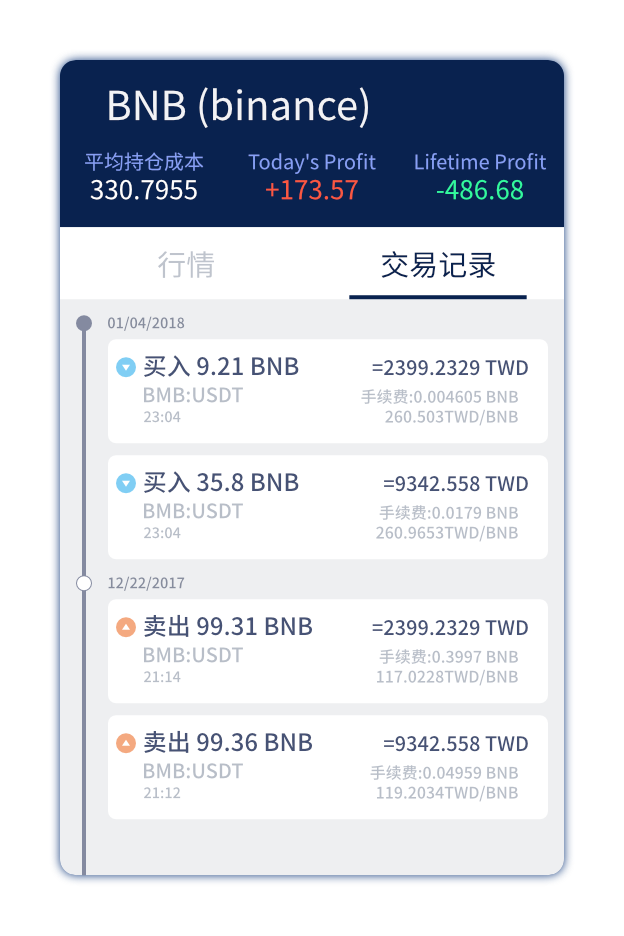 BNB (binance)
平均持仓成本 Today's Profit Lifetime Profit
330.7955 +173.57 -486.68
行情 交易记录
01/04/2018
买入 9.21 BNB =2399.2329 TWD
BMB:USDT 手续费:0.004605 BNB
23:04 260.503TWD/BNB
买入 35.8 BNB =9342.558 TWD
BMB:USDT 手续费:0.0179 BNB
23:04 260.9653TWD/BNB
12/22/2017
卖出 99.31 BNB =2399.2329 TWD
BMB:USDT 手续费:0.3997 BNB
21:14 117.0228TWD/BNB
卖出 99.36 BNB =9342.558 TWD
BMB:USDT 手续费:0.04959 BNB
21:12 119.2034TWD/BNB